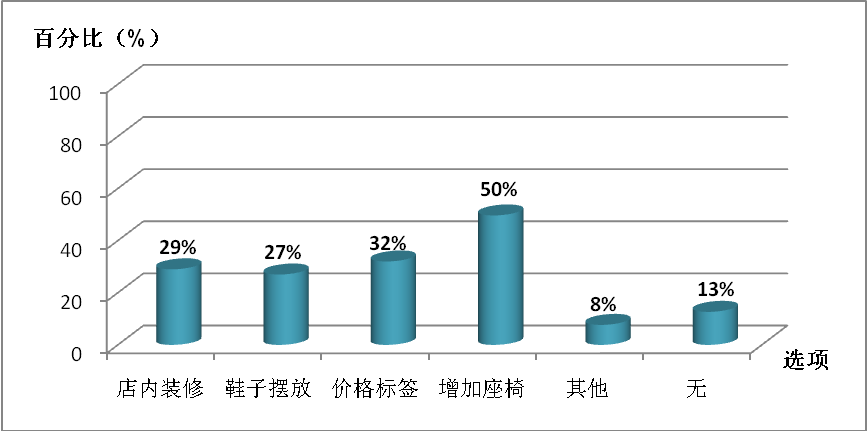 百分比（%）
100
80
60
40
20
0
29%
27%
32%
50%
8%
13%
店内装修
鞋子摆放
价格标签
增加座椅
其他
无
选项